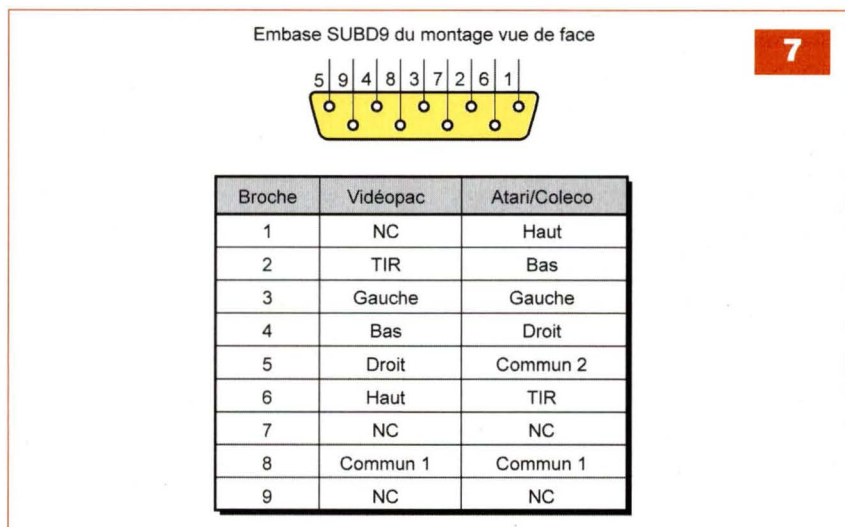 Embase SUBD9 du montage vue de face
7
5 9 4 8 3 7 2 6 1
Broche Vidéopac Atari/Coleco
1 NC Haut
2 TIR Bas
3 Gauche Gauche
4 Bas Droit
5 Droit Commun 2
6 Haut TIR
7 NC NC
8 Commun 1 Commun 1
9 NC NC